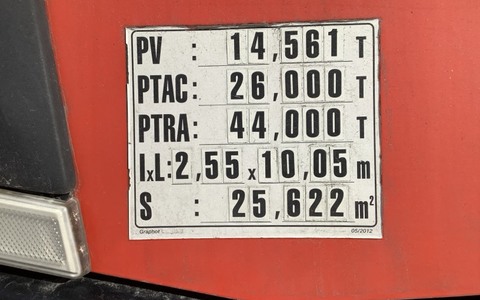 PV : 14,561 T
PTAC: 26,000 T
PTRA: 44,000 T
IxL:2,55 x 10,05 m
S : 25,622 m²
Graphoil 05/2012